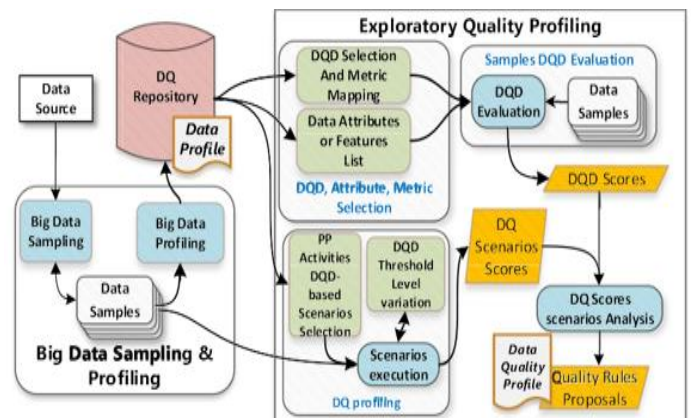 Exploratory Quality Profiling
Data
Source
DQ
Repository
Data
Profile
Big Data
Sampling
Big Data
Profiling
Data
Samples
Big Data Sampling &
Profiling
DQD Selection
And Metric
Mapping
Data Attributes
or Features
List
DQD, Attribute, Metric
Selection
Samples DQD Evaluation
DQD
Evaluation
Data
Samples
DQD Scores
PP
Activities
DQD-
based
Scenarios
Selection
DQD
Threshold
Level
variation
Scenarios
execution
DQ profiling
DQ
Scenarios
Scores
DQ Scores
scenarios Analysis
Data
Quality
Profile
Quality Rules
Proposals